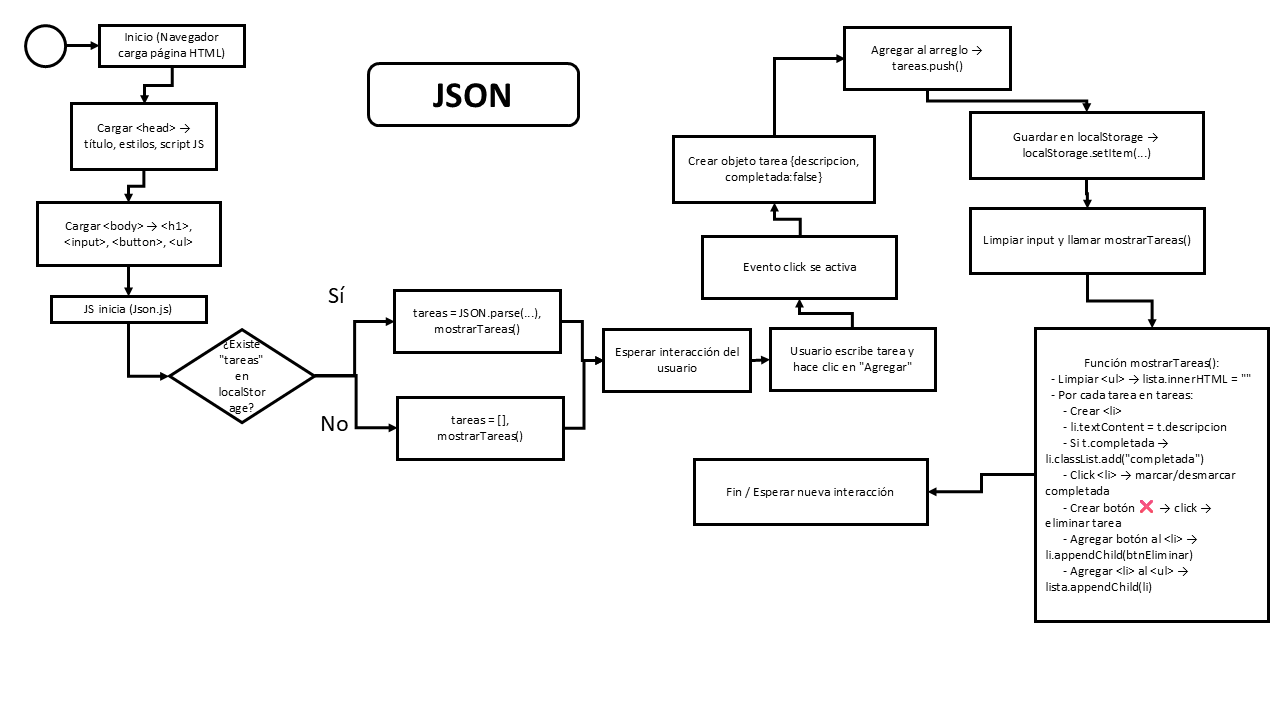 Inicio (Navegador
carga página HTML)
JSON
Cargar <head> →
título, estilos, script JS
Cargar <body> → <h1>,
<input>, <button>, <ul>
JS inicia (Json.js)
¿Existe
"tareas"
en
localStor
age?
Sí
No
tareas = JSON.parse(...),
mostrarTareas()
tareas = [],
mostrarTareas()
Esperar interacción del
usuario
Usuario escribe tarea y
hace clic en "Agregar"
Evento click se activa
Crear objeto tarea {descripcion,
completada:false}
Agregar al arreglo →
tareas.push()
Guardar en localStorage →
localStorage.setItem(...)
Limpiar input y llamar mostrarTareas()
Función mostrarTareas():
- Limpiar <ul> → lista.innerHTML = ""
- Por cada tarea en tareas:
- Crear <li>
- li.textContent = t.descripcion
- Si t.completada →
li.classList.add("completada")
- Click <li> → marcar/desmarcar
completada
- Crear botón ❌ → click →
eliminar tarea
- Agregar botón al <li> →
li.appendChild(btnEliminar)
- Agregar <li> al <ul> →
lista.appendChild(li)
Fin / Esperar nueva interacción